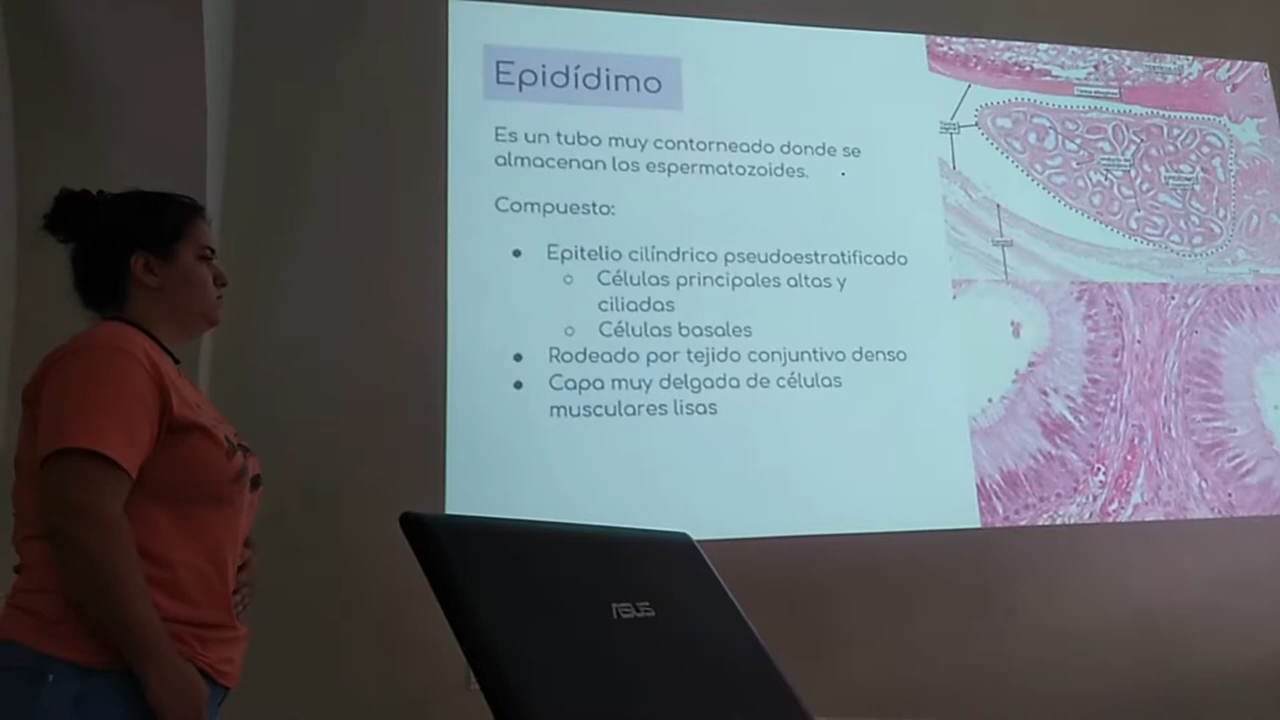 Epidídimo
Es un tubo muy contorneado donde se
almacenan los espermatozoides.
Compuesto:
Epitelio cilíndrico pseudoestratificado
Células principales altas y
ciliadas
Células basales
Rodeado por tejido conjuntivo denso
Capa muy delgada de células
musculares lisas
ASUS